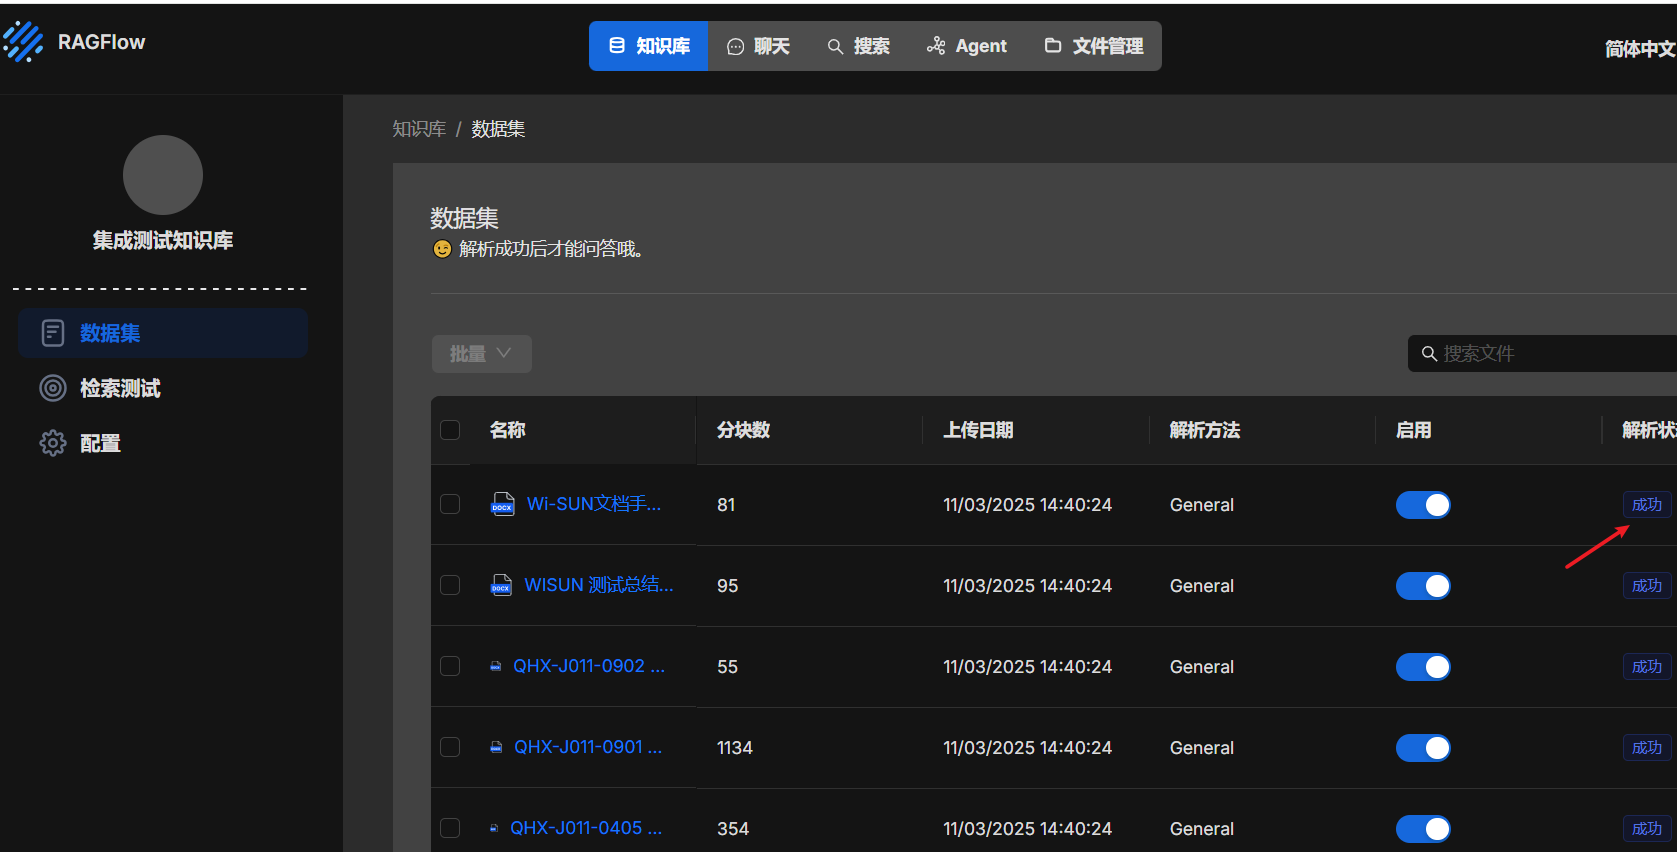 RAGFlow
知识库
聊天
搜索
Agent
文件管理
简体中文
集成测试知识库
数据集
检索测试
配置
知识库 / 数据集
数据集
😉 解析成功后才能问答哦。
批量
搜索文件
名称 分块数 上传日期 解析方法 启用 解析状
DOCX Wi-SUN文档手... 81 11/03/2025 14:40:24 General 成功
DOCX WISUN 测试总结... 95 11/03/2025 14:40:24 General 成功
QHX-J011-0902 ... 55 11/03/2025 14:40:24 General 成功
QHX-J011-0901 ... 1134 11/03/2025 14:40:24 General 成功
QHX-J011-0405 ... 354 11/03/2025 14:40:24 General 成功